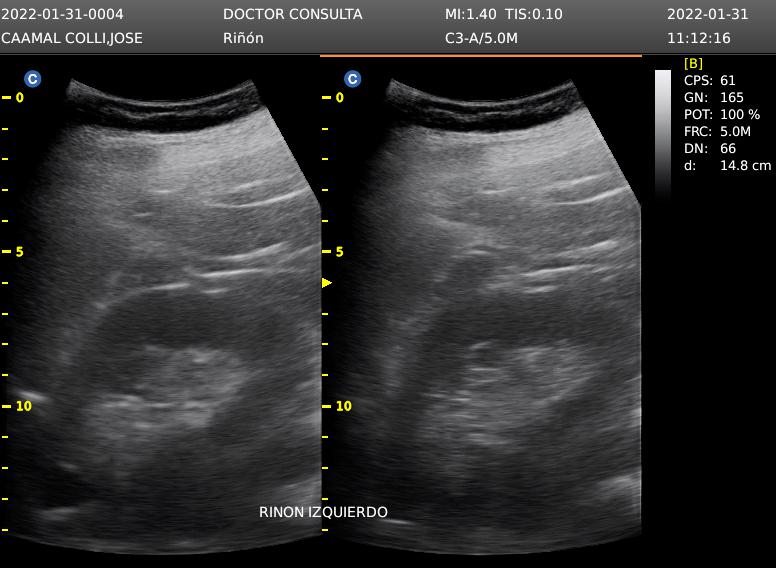 2022-01-31-0004 DOCTOR CONSULTA MI:1.40 TIS:0.10 2022-01-31
CAAMAL COLLI,JOSE Riñón C3-A/5.0M 11:12:16
C C [B]
0 0 CPS: 61
GN: 165
POT: 100 %
FRC: 5.0M
DN: 66
d: 14.8 cm
5 5
10 10
RINON IZQUIERDO